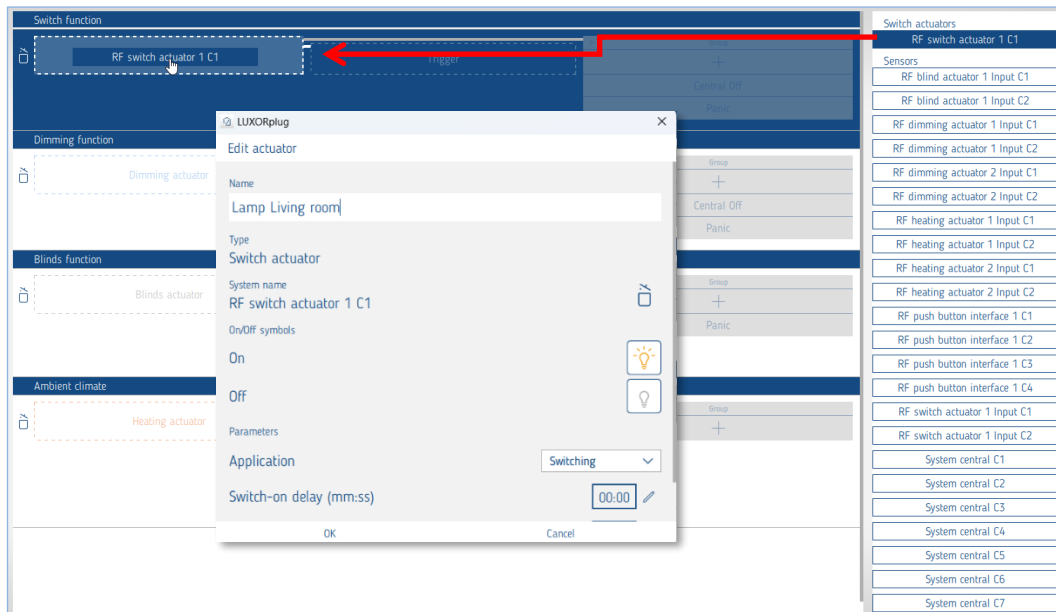 Switch function
RF switch actuator 1 C1
Trigger
Group
Central Off
Panic
Dimming function
Dimming actuator
Group
Central Off
Panic
Blinds function
Blinds actuator
Group
Panic
Ambient climate
Heating actuator
Group
LUXORplug
Edit actuator
Name
Lamp Living room
Type
Switch actuator
System name
RF switch actuator 1 C1
On/Off symbols
On
Off
Parameters
Application
Switching
Switch-on delay (mm:ss)
00:00
OK
Cancel
Switch actuators
RF switch actuator 1 C1
Sensors
RF blind actuator 1 Input C1
RF blind actuator 1 Input C2
RF dimming actuator 1 Input C1
RF dimming actuator 1 Input C2
RF dimming actuator 2 Input C1
RF dimming actuator 2 Input C2
RF heating actuator 1 Input C1
RF heating actuator 1 Input C2
RF heating actuator 2 Input C1
RF heating actuator 2 Input C2
RF push button interface 1 C1
RF push button interface 1 C2
RF push button interface 1 C3
RF push button interface 1 C4
RF switch actuator 1 Input C1
RF switch actuator 1 Input C2
System central C1
System central C2
System central C3
System central C4
System central C5
System central C6
System central C7